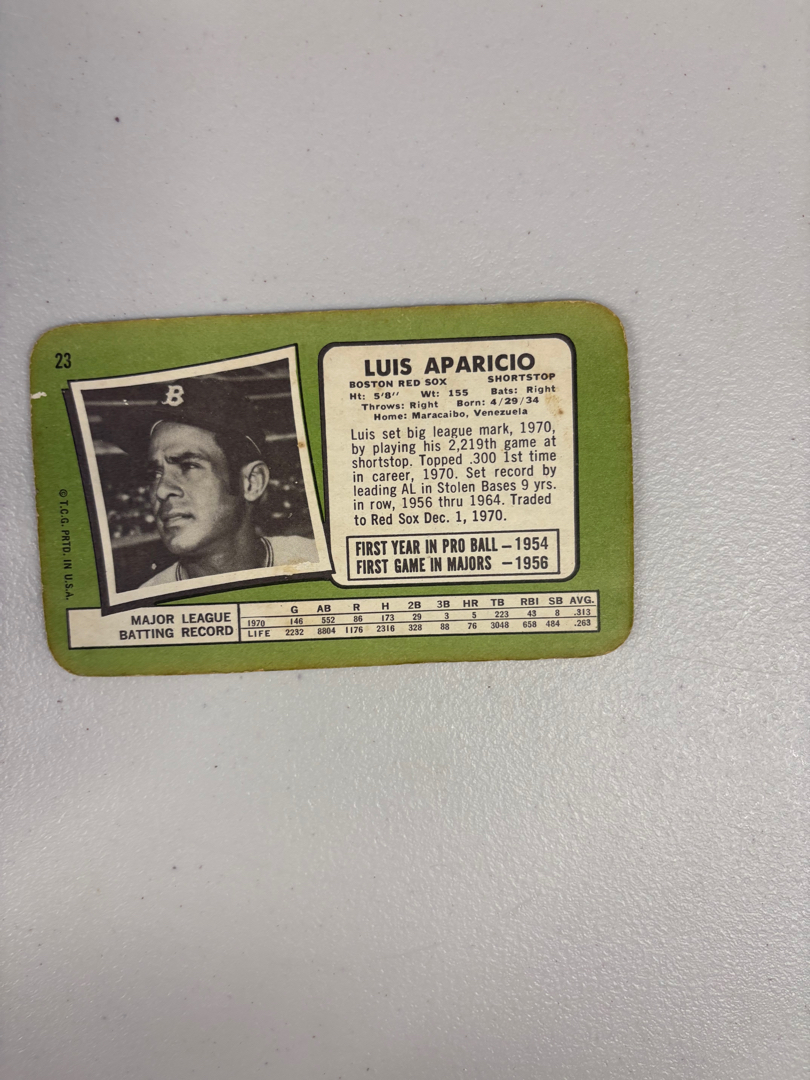 23
B
LUIS APARICIO
BOSTON RED SOX SHORTSTOP
Ht: 5'8" Wt: 155 Bats: Right
Throws: Right Born: 4/29/34
Home: Maracaibo, Venezuela
Luis set big league mark, 1970,
by playing his 2,219th game at
shortstop. Topped .300 1st time
in career, 1970. Set record by
leading AL in Stolen Bases 9 yrs.
in row, 1956 thru 1964. Traded
to Red Sox Dec. 1, 1970.
FIRST YEAR IN PRO BALL – 1954
FIRST GAME IN MAJORS – 1956
© T.C.G. PRTD. IN U.S.A.
MAJOR LEAGUE
BATTING RECORD
G AB R H 2B 3B HR TB RBI SB AVG.
1970 146 552 86 173 29 3 5 223 43 8 .313
LIFE 2232 8804 1176 2316 328 88 76 3048 658 484 .263